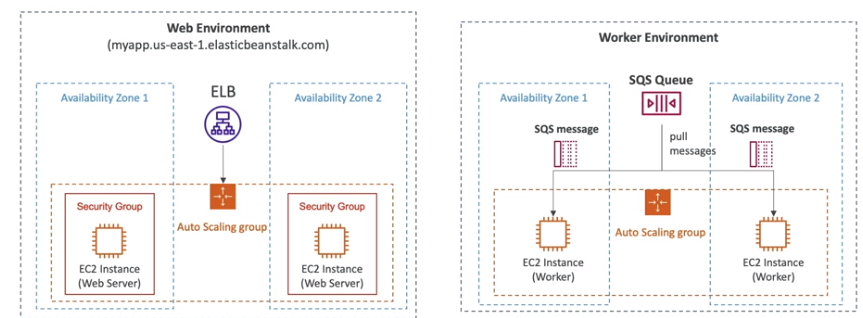 Web Environment
(myapp.us-east-1.elasticbeanstalk.com)
Availability Zone 1
ELB
Availability Zone 2
Security Group
Security Group
Auto Scaling group
EC2 Instance
(Web Server)
EC2 Instance
(Web Server)
Worker Environment
SQS Queue
Availability Zone 1
Availability Zone 2
SQS message
SQS message
pull
messages
Auto Scaling group
EC2 Instance
(Worker)
EC2 Instance
(Worker)